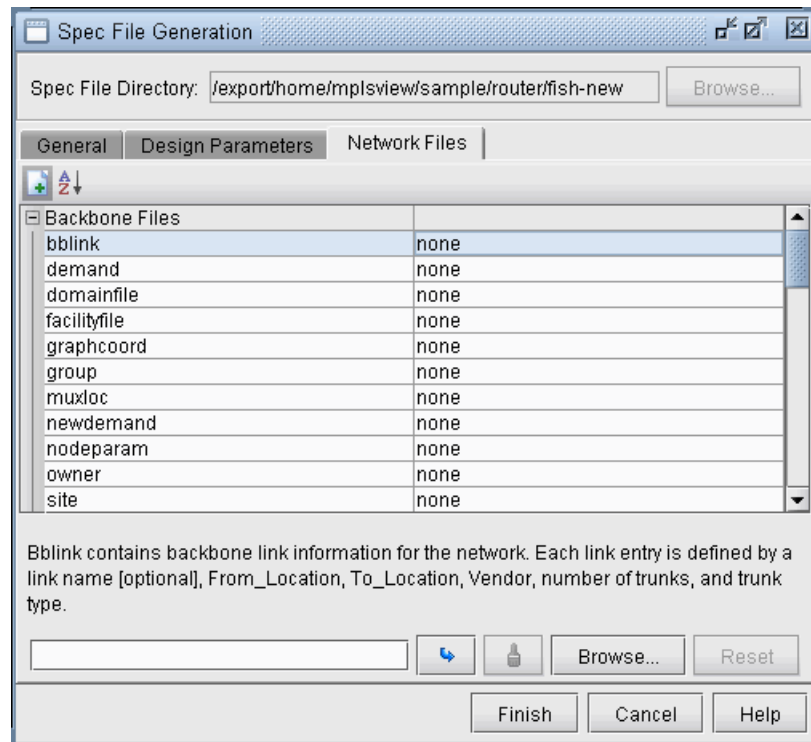 Spec File Generation
Spec File Directory: /export/home/mplsview/sample/router/fish-new Browse...
General Design Parameters Network Files
A
Z
Backbone Files
bblink none
demand none
domainfile none
facilityfile none
graphcoord none
group none
muxloc none
newdemand none
nodeparam none
owner none
site none
Bblink contains backbone link information for the network. Each link entry is defined by a
link name [optional], From_Location, To_Location, Vendor, number of trunks, and trunk
type.
Browse... Reset
Finish Cancel Help